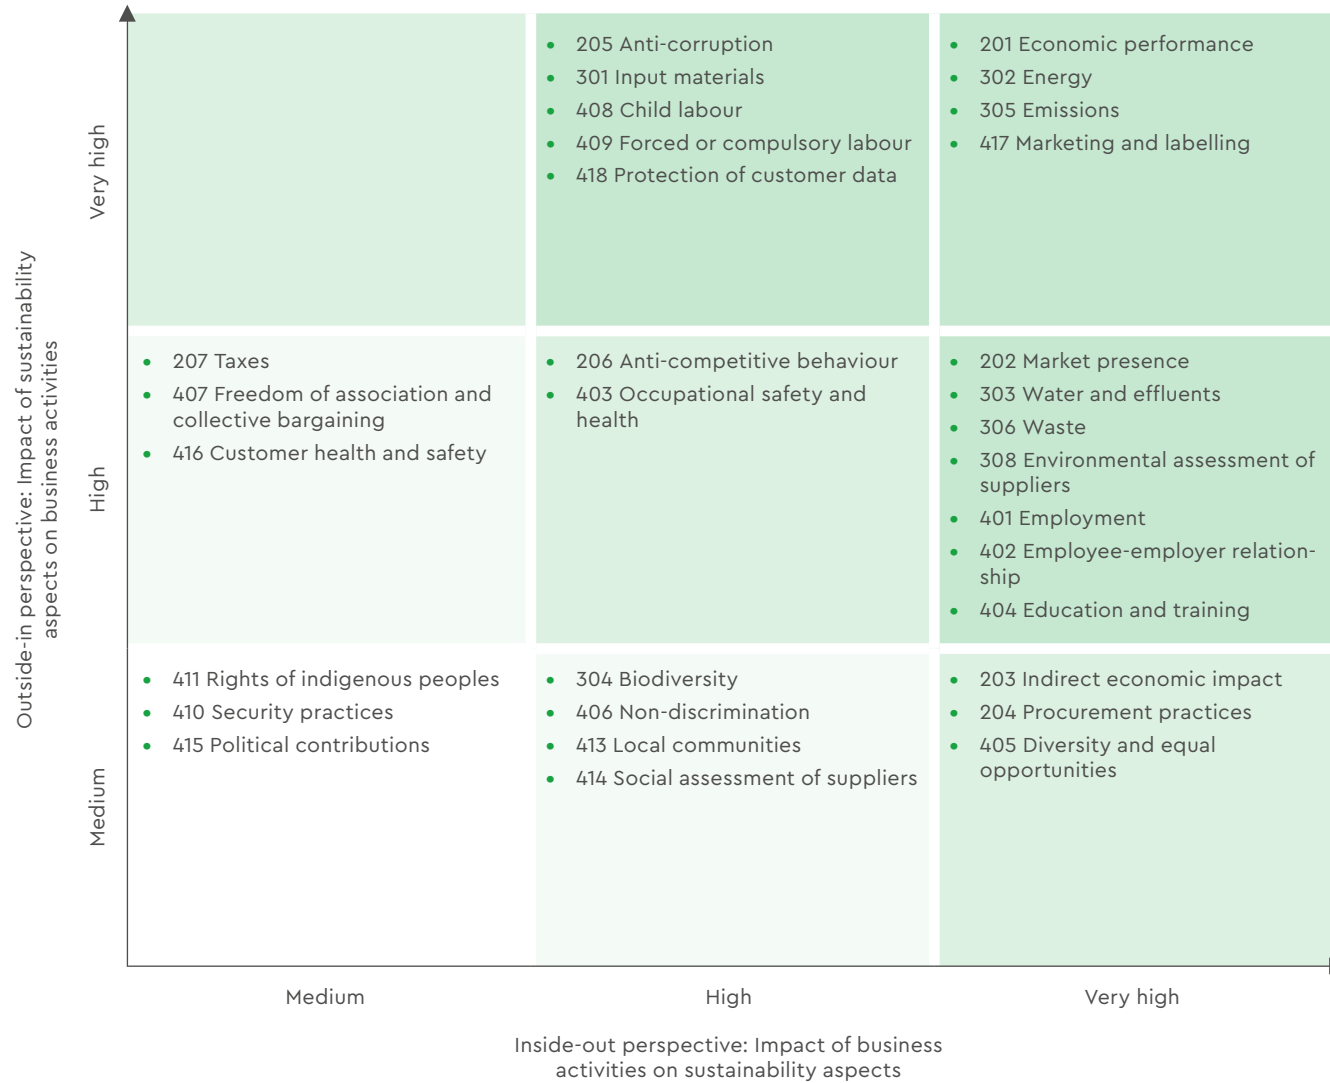 Outside-in perspective: Impact of sustainability
aspects on business activities
Very high
• 205 Anti-corruption
• 301 Input materials
• 408 Child labour
• 409 Forced or compulsory labour
• 418 Protection of customer data
• 201 Economic performance
• 302 Energy
• 305 Emissions
• 417 Marketing and labelling
High
• 207 Taxes
• 407 Freedom of association and
collective bargaining
• 416 Customer health and safety
• 206 Anti-competitive behaviour
• 403 Occupational safety and
health
• 202 Market presence
• 303 Water and effluents
• 306 Waste
• 308 Environmental assessment of
suppliers
• 401 Employment
• 402 Employee-employer relation-
ship
• 404 Education and training
Medium
• 411 Rights of indigenous peoples
• 410 Security practices
• 415 Political contributions
• 304 Biodiversity
• 406 Non-discrimination
• 413 Local communities
• 414 Social assessment of suppliers
• 203 Indirect economic impact
• 204 Procurement practices
• 405 Diversity and equal
opportunities
Medium
High
Very high
Inside-out perspective: Impact of business
activities on sustainability aspects